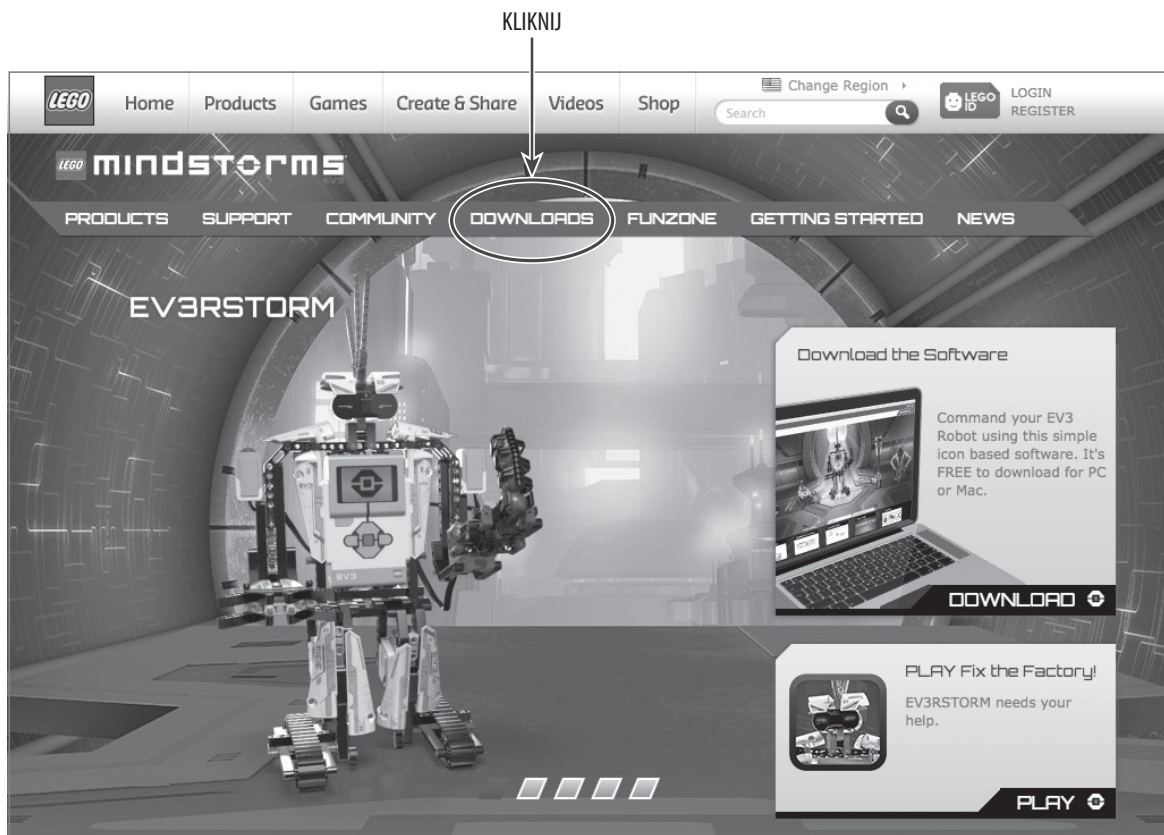 KLIKNIJ
LEGO Home Products Games Create & Share Videos Shop
Change Region
Search
LEGO ID
LOGIN
REGISTER
LEGO mindstorms
EV3
PRODUCTS SUPPORT COMMUNITY DOWNLOADS FUNZONE GETTING STARTED NEWS
EV3RSTORM
Download the Software
Command your EV3
Robot using this simple
icon based software. It's
FREE to download for PC
or Mac.
DOWNLOAD
EV3
PLAY Fix the Factory!
EV3RSTORM needs your
help.
PLAY